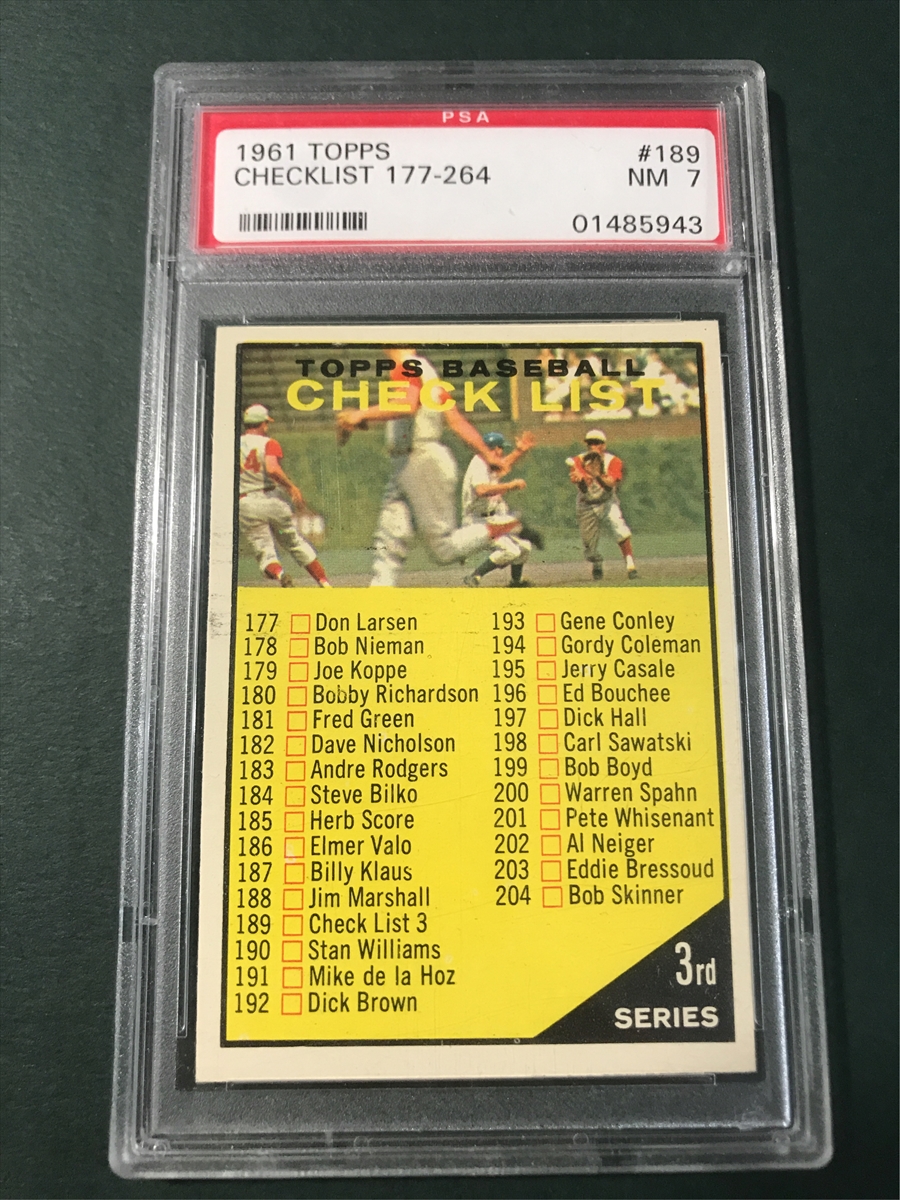 PSA
1961 TOPPS #189
CHECKLIST 177-264 NM 7
01485943
TOPPS BASEBALL
CHECK LIST
4
177 Don Larsen
178 Bob Nieman
179 Joe Koppe
180 Bobby Richardson
181 Fred Green
182 Dave Nicholson
183 Andre Rodgers
184 Steve Bilko
185 Herb Score
186 Elmer Valo
187 Billy Klaus
188 Jim Marshall
189 Check List 3
190 Stan Williams
191 Mike de la Hoz
192 Dick Brown
193 Gene Conley
194 Gordy Coleman
195 Jerry Casale
196 Ed Bouchee
197 Dick Hall
198 Carl Sawatski
199 Bob Boyd
200 Warren Spahn
201 Pete Whisenant
202 Al Neiger
203 Eddie Bressoud
204 Bob Skinner
3rd
SERIES